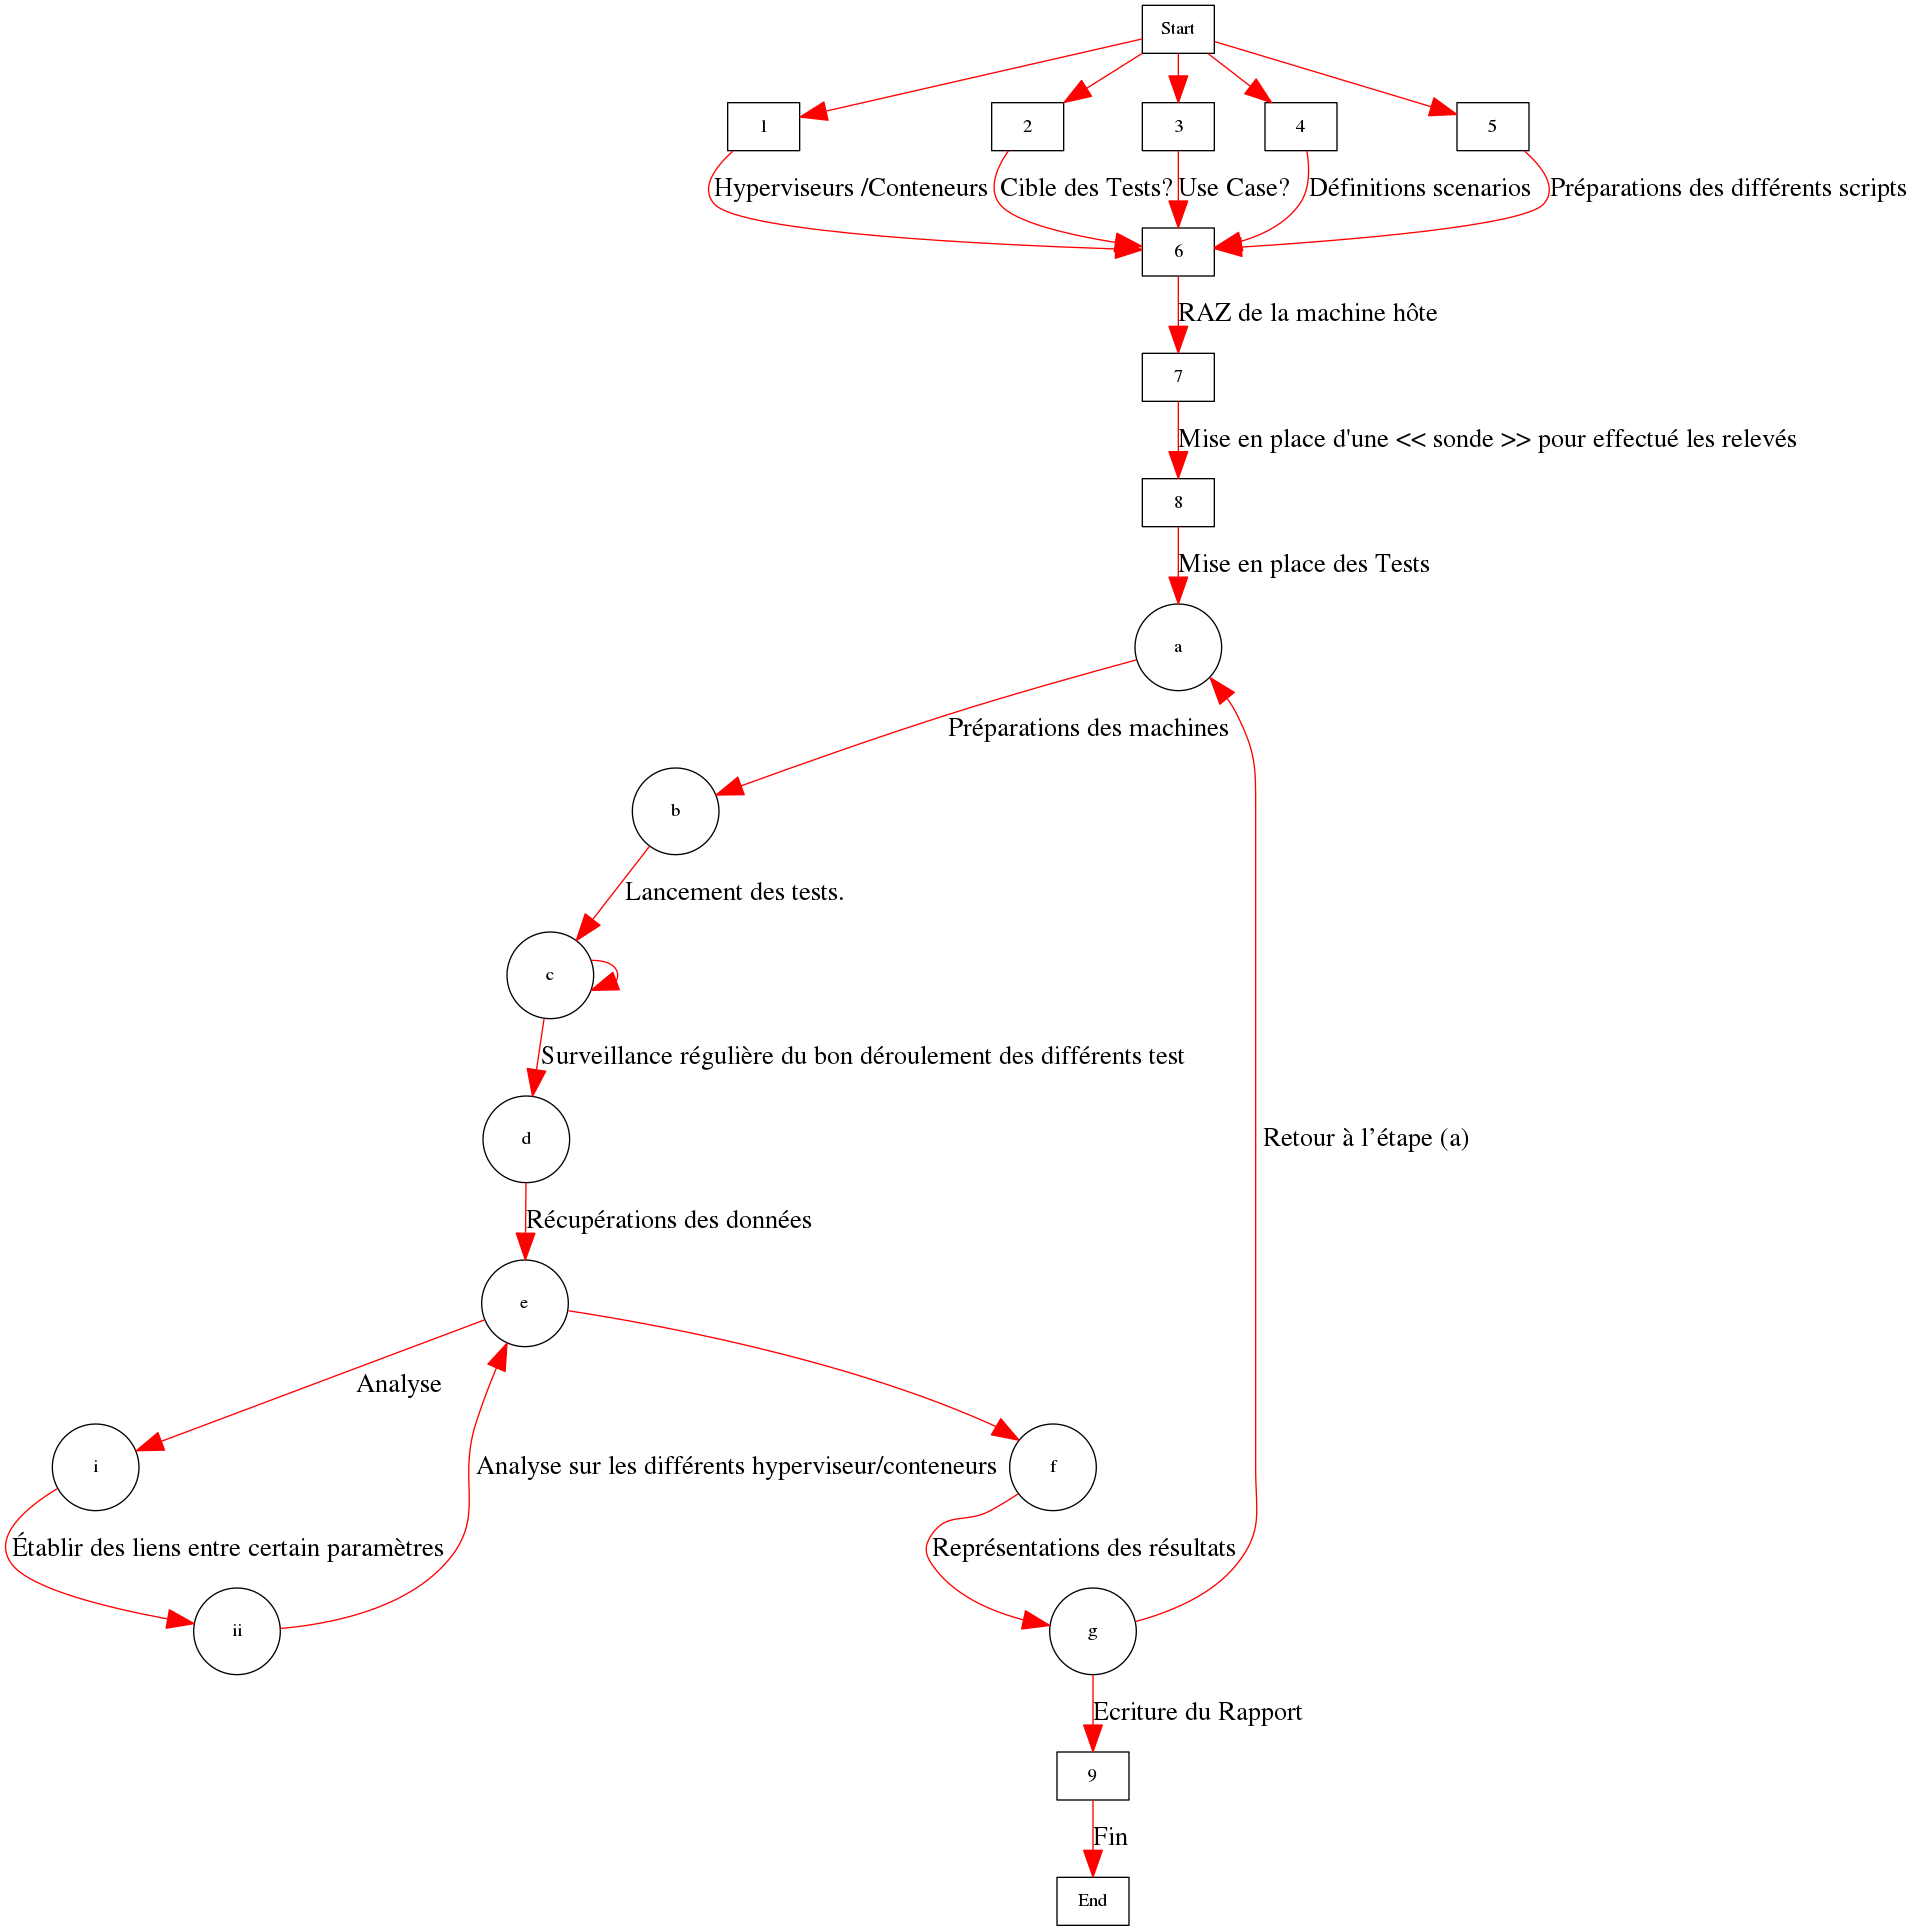 Start
1
2
3
4
5
Hyperviseurs /Conteneurs
Cible des Tests?
Use Case?
Définitions scenarios
Préparations des différents scripts
6
RAZ de la machine hôte
7
Mise en place d'une << sonde >> pour effectué les relevés
8
Mise en place des Tests
a
Préparations des machines
b
Lancement des tests.
c
Surveillance régulière du bon déroulement des différents test
d
Retour à l’étape (a)
Récupérations des données
e
Analyse
i
Analyse sur les différents hyperviseur/conteneurs
f
Établir des liens entre certain paramètres
Représentations des résultats
ii
g
Ecriture du Rapport
9
Fin
End